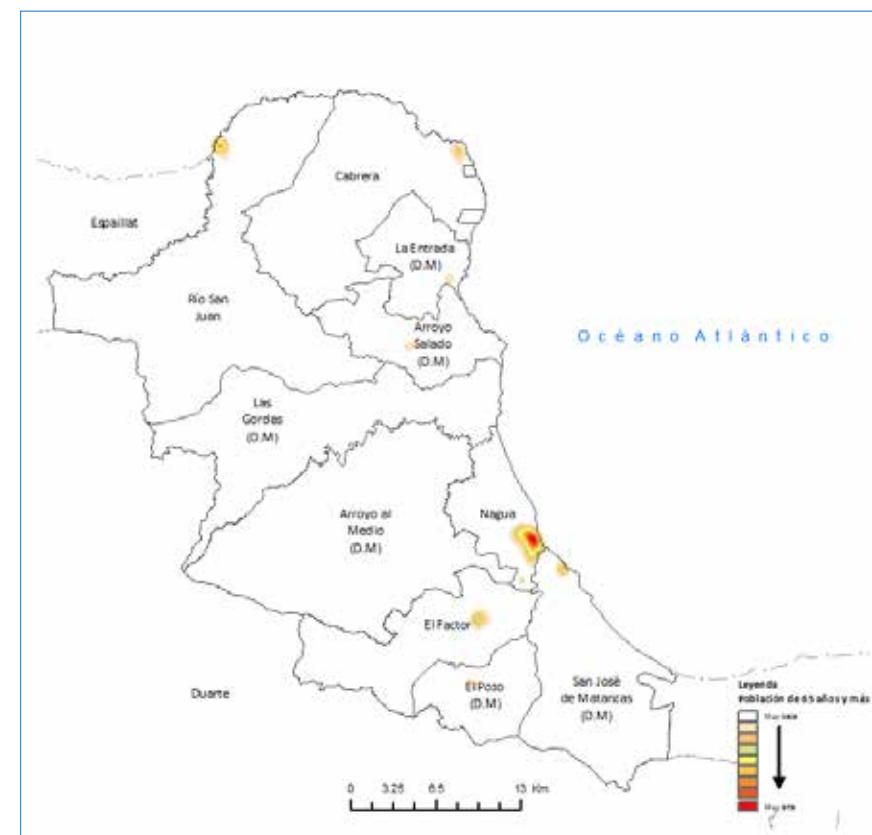 Cabrera
Espaillat
La Entrada
(D.M)
Río San
Juan
Arroyo
Salado
(D.M)
Océano Atlántico
Las
Gordas
(D.M)
Arroyo al
Medio
(D.M)
Nagua
El Factor
Duarte
El Pozo
(D.M)
San José
de Matanzas
(D.M)
Leyenda
Población de 65 años y más
Muy baja
Muy alta
0 3.25 6.5 13 Km